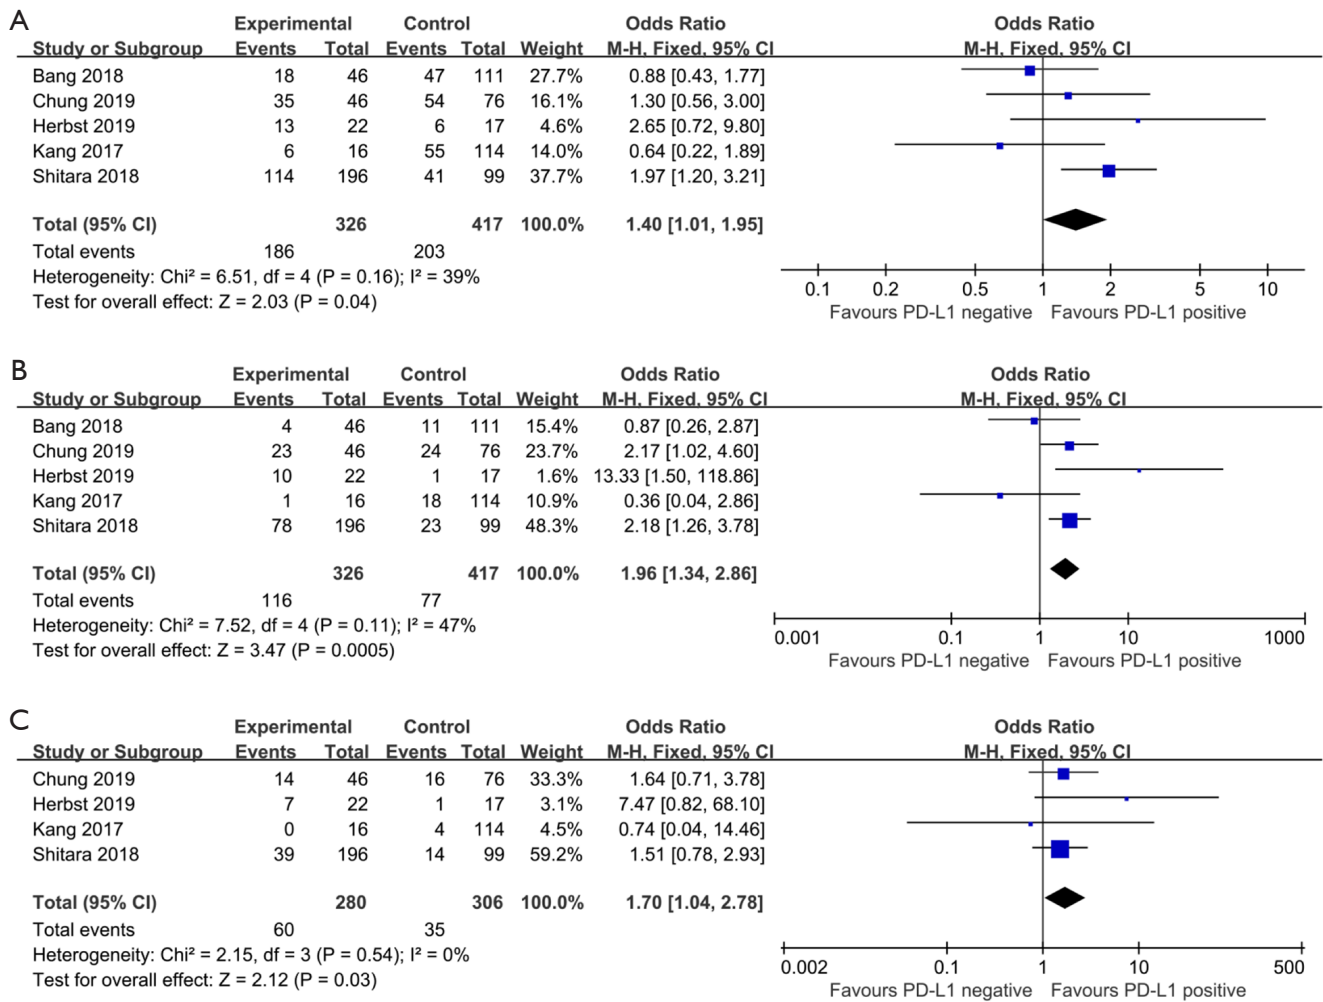 A
Experimental Control Odds Ratio Odds Ratio
Study or Subgroup Events Total Events Total Weight M-H, Fixed, 95% CI M-H, Fixed, 95% CI
Bang 2018 18 46 47 111 27.7% 0.88 [0.43, 1.77]
Chung 2019 35 46 54 76 16.1% 1.30 [0.56, 3.00]
Herbst 2019 13 22 6 17 4.6% 2.65 [0.72, 9.80]
Kang 2017 6 16 55 114 14.0% 0.64 [0.22, 1.89]
Shitara 2018 114 196 41 99 37.7% 1.97 [1.20, 3.21]
Total (95% CI) 326 417 100.0% 1.40 [1.01, 1.95]
Total events 186 203
Heterogeneity: Chi² = 6.51, df = 4 (P = 0.16); I² = 39%
Test for overall effect: Z = 2.03 (P = 0.04)
0.1 0.2 0.5 1 2 5 10
Favours PD-L1 negative Favours PD-L1 positive
B
Experimental Control Odds Ratio Odds Ratio
Study or Subgroup Events Total Events Total Weight M-H, Fixed, 95% CI M-H, Fixed, 95% CI
Bang 2018 4 46 11 111 15.4% 0.87 [0.26, 2.87]
Chung 2019 23 46 24 76 23.7% 2.17 [1.02, 4.60]
Herbst 2019 10 22 1 17 1.6% 13.33 [1.50, 118.86]
Kang 2017 1 16 18 114 10.9% 0.36 [0.04, 2.86]
Shitara 2018 78 196 23 99 48.3% 2.18 [1.26, 3.78]
Total (95% CI) 326 417 100.0% 1.96 [1.34, 2.86]
Total events 116 77
Heterogeneity: Chi² = 7.52, df = 4 (P = 0.11); I² = 47%
Test for overall effect: Z = 3.47 (P = 0.0005)
0.001 0.1 1 10 1000
Favours PD-L1 negative Favours PD-L1 positive
C
Experimental Control Odds Ratio Odds Ratio
Study or Subgroup Events Total Events Total Weight M-H, Fixed, 95% CI M-H, Fixed, 95% CI
Chung 2019 14 46 16 76 33.3% 1.64 [0.71, 3.78]
Herbst 2019 7 22 1 17 3.1% 7.47 [0.82, 68.10]
Kang 2017 0 16 4 114 4.5% 0.74 [0.04, 14.46]
Shitara 2018 39 196 14 99 59.2% 1.51 [0.78, 2.93]
Total (95% CI) 280 306 100.0% 1.70 [1.04, 2.78]
Total events 60 35
Heterogeneity: Chi² = 2.15, df = 3 (P = 0.54); I² = 0%
Test for overall effect: Z = 2.12 (P = 0.03)
0.002 0.1 1 10 500
Favours PD-L1 negative Favours PD-L1 positive